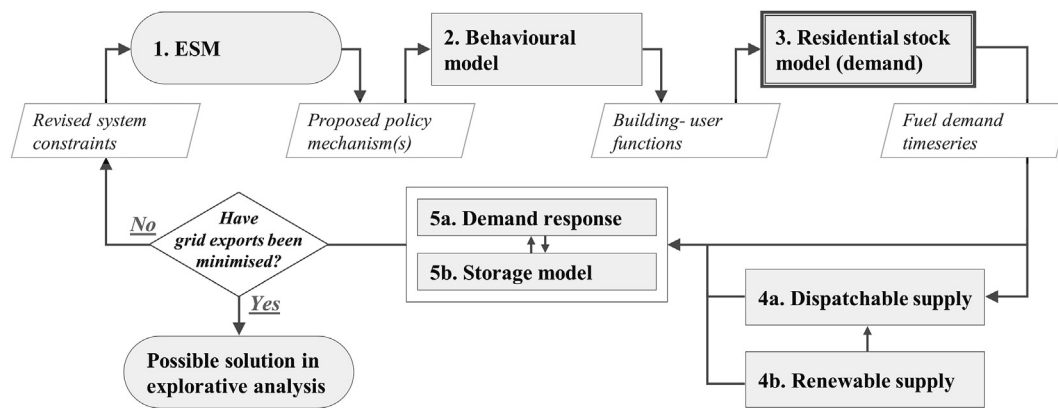 1. ESM
2. Behavioural
model
3. Residential stock
model (demand)
Revised system
constraints
Proposed policy
mechanism(s)
Building- user
functions
Fuel demand
timeseries
No
Have
grid exports been
minimised?
Yes
5a. Demand response
5b. Storage model
4a. Dispatchable supply
4b. Renewable supply
Possible solution in
explorative analysis